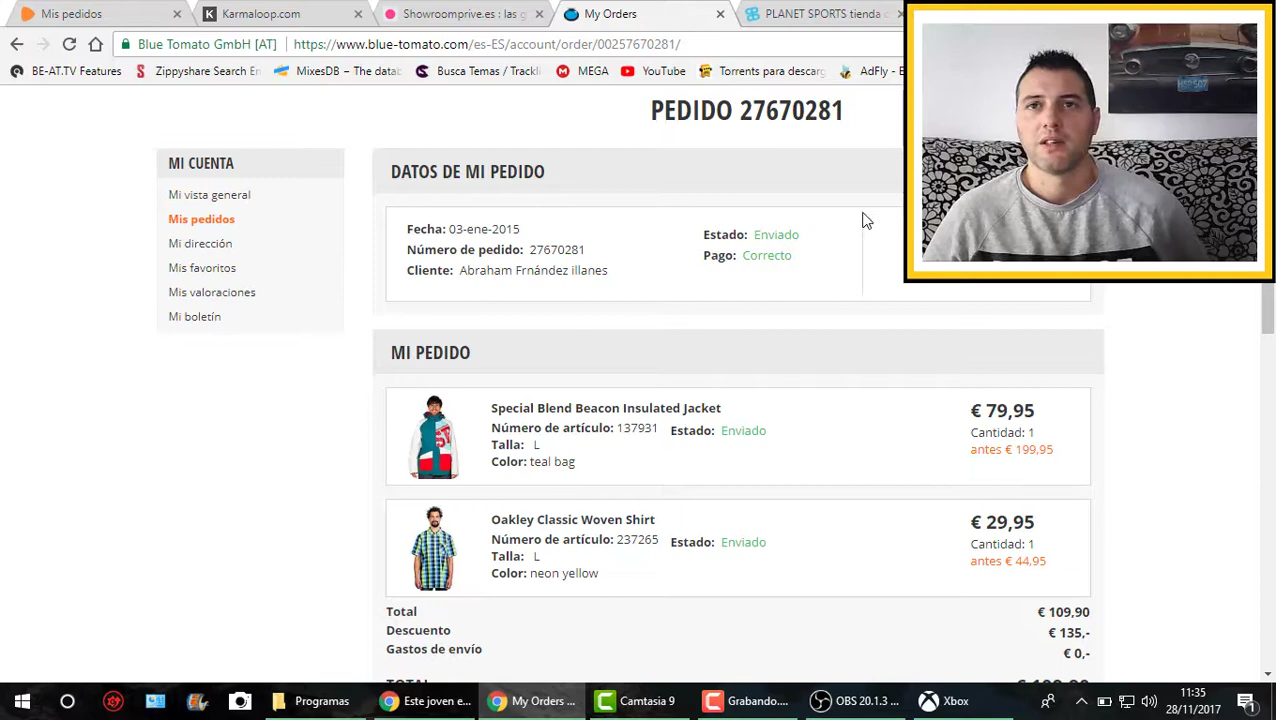 Mis pedidos
Karmaloop.com
Showroomprive.es : las g
My Orders
PLANET SPORTS tienda o
Blue Tomato GmbH [AT]
https://www.blue-tomato.com/es-ES/account/order/00257670281/
BE-AT.TV Features
Zippyshare Search En
MixesDB – The datab
Busca Temas / Trackli
MEGA
YouTube
Torrents para descarg
AdFly - E
PEDIDO 27670281
MI CUENTA
Mi vista general
Mis pedidos
Mi dirección
Mis favoritos
Mis valoraciones
Mi boletín
DATOS DE MI PEDIDO
Fecha: 03-ene-2015
Número de pedido: 27670281
Cliente: Abraham Frnández illanes
Estado: Enviado
Pago: Correcto
MI PEDIDO
Special Blend Beacon Insulated Jacket
Número de artículo: 137931
Talla: L
Color: teal bag
Estado: Enviado
€ 79,95
Cantidad: 1
antes € 199,95
Oakley Classic Woven Shirt
Número de artículo: 237265
Talla: L
Color: neon yellow
Estado: Enviado
€ 29,95
Cantidad: 1
antes € 44,95
Total € 109,90
Descuento € 135,-
Gastos de envío € 0,-
Programas
Este joven e...
My Orders ...
Camtasia 9
Grabando....
OBS 20.1.3 ...
Xbox
11:35
28/11/2017